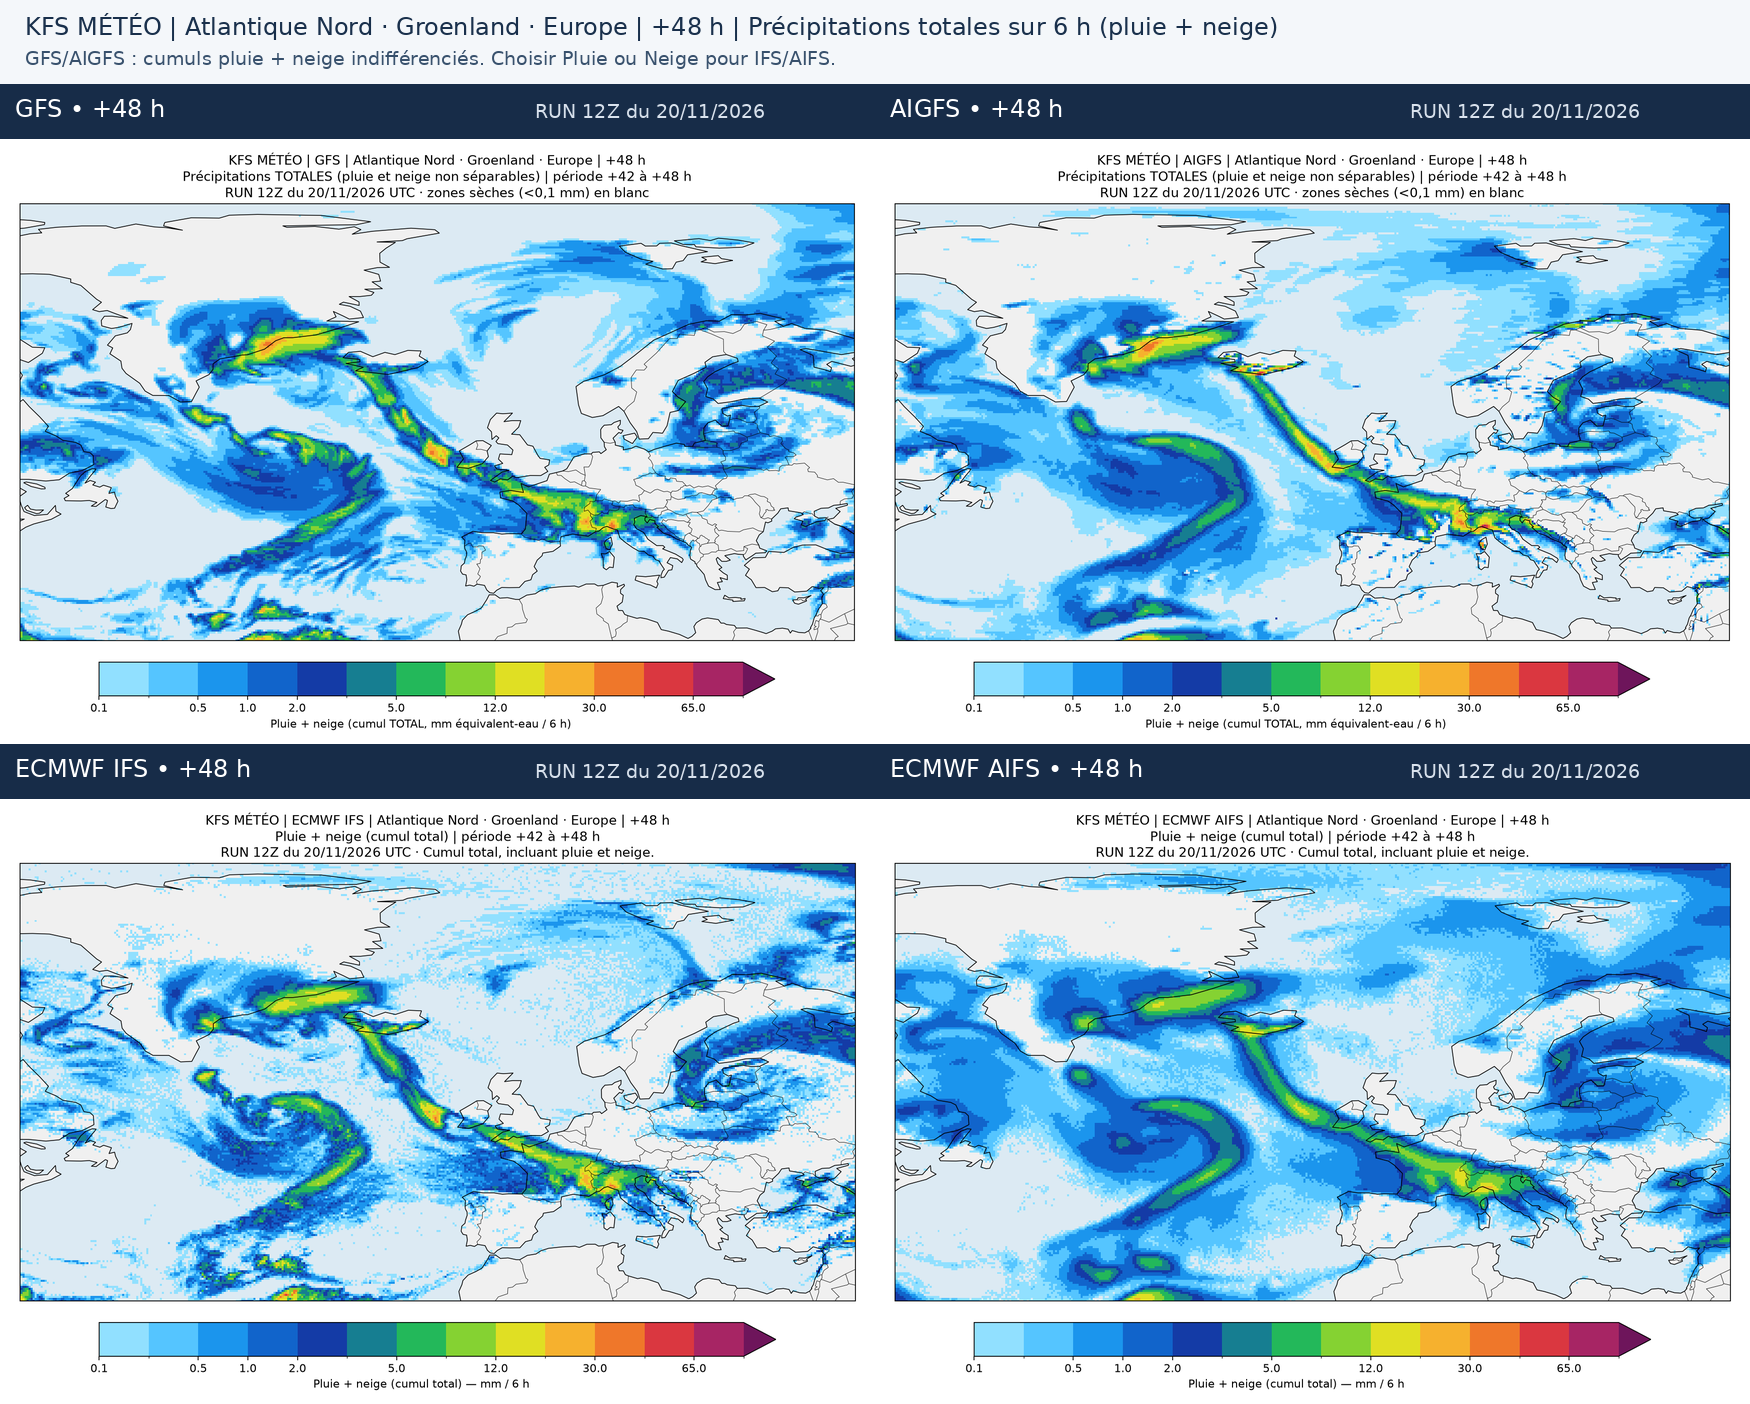 KFS MÉTÉO | Atlantique Nord · Groenland · Europe | +48 h | Précipitations totales sur 6 h (pluie + neige)
GFS/AIGFS : cumuls pluie + neige indifférenciés. Choisir Pluie ou Neige pour IFS/AIFS.
GFS • +48 h
RUN 12Z du 20/11/2026
AIGFS • +48 h
RUN 12Z du 20/11/2026
KFS MÉTÉO | GFS | Atlantique Nord · Groenland · Europe | +48 h
Précipitations TOTALES (pluie et neige non séparables) | période +42 à +48 h
RUN 12Z du 20/11/2026 UTC · zones sèches (<0,1 mm) en blanc
KFS MÉTÉO | AIGFS | Atlantique Nord · Groenland · Europe | +48 h
Précipitations TOTALES (pluie et neige non séparables) | période +42 à +48 h
RUN 12Z du 20/11/2026 UTC · zones sèches (<0,1 mm) en blanc
0.1 0.5 1.0 2.0 5.0 12.0 30.0 65.0
Pluie + neige (cumul TOTAL, mm équivalent-eau / 6 h)
0.1 0.5 1.0 2.0 5.0 12.0 30.0 65.0
Pluie + neige (cumul TOTAL, mm équivalent-eau / 6 h)
ECMWF IFS • +48 h
RUN 12Z du 20/11/2026
ECMWF AIFS • +48 h
RUN 12Z du 20/11/2026
KFS MÉTÉO | ECMWF IFS | Atlantique Nord · Groenland · Europe | +48 h
Pluie + neige (cumul total) | période +42 à +48 h
RUN 12Z du 20/11/2026 UTC · Cumul total, incluant pluie et neige.
KFS MÉTÉO | ECMWF AIFS | Atlantique Nord · Groenland · Europe | +48 h
Pluie + neige (cumul total) | période +42 à +48 h
RUN 12Z du 20/11/2026 UTC · Cumul total, incluant pluie et neige.
0.1 0.5 1.0 2.0 5.0 12.0 30.0 65.0
Pluie + neige (cumul total) — mm / 6 h
0.1 0.5 1.0 2.0 5.0 12.0 30.0 65.0
Pluie + neige (cumul total) — mm / 6 h